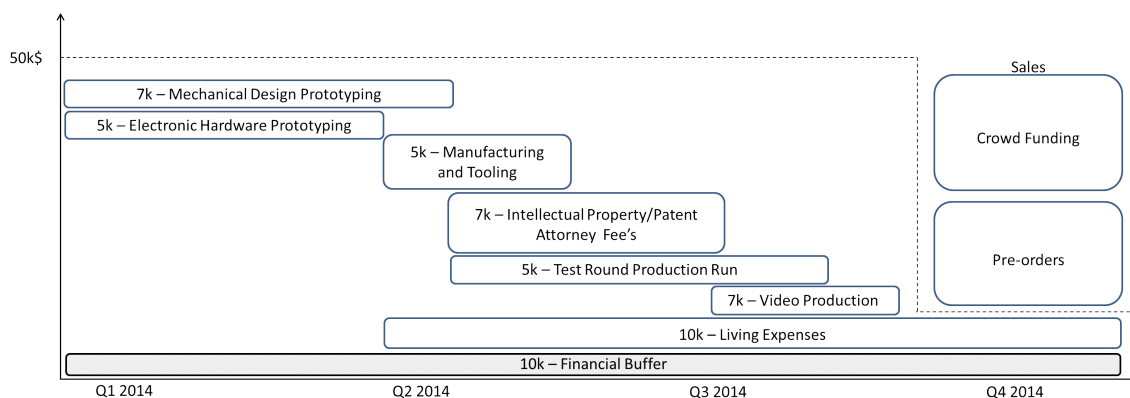 50k$
Sales
7k – Mechanical Design Prototyping
5k – Electronic Hardware Prototyping
Crowd Funding
5k – Manufacturing
and Tooling
7k – Intellectual Property/Patent
Attorney Fee’s
Pre-orders
5k – Test Round Production Run
7k – Video Production
10k – Living Expenses
10k – Financial Buffer
Q1 2014
Q2 2014
Q3 2014
Q4 2014